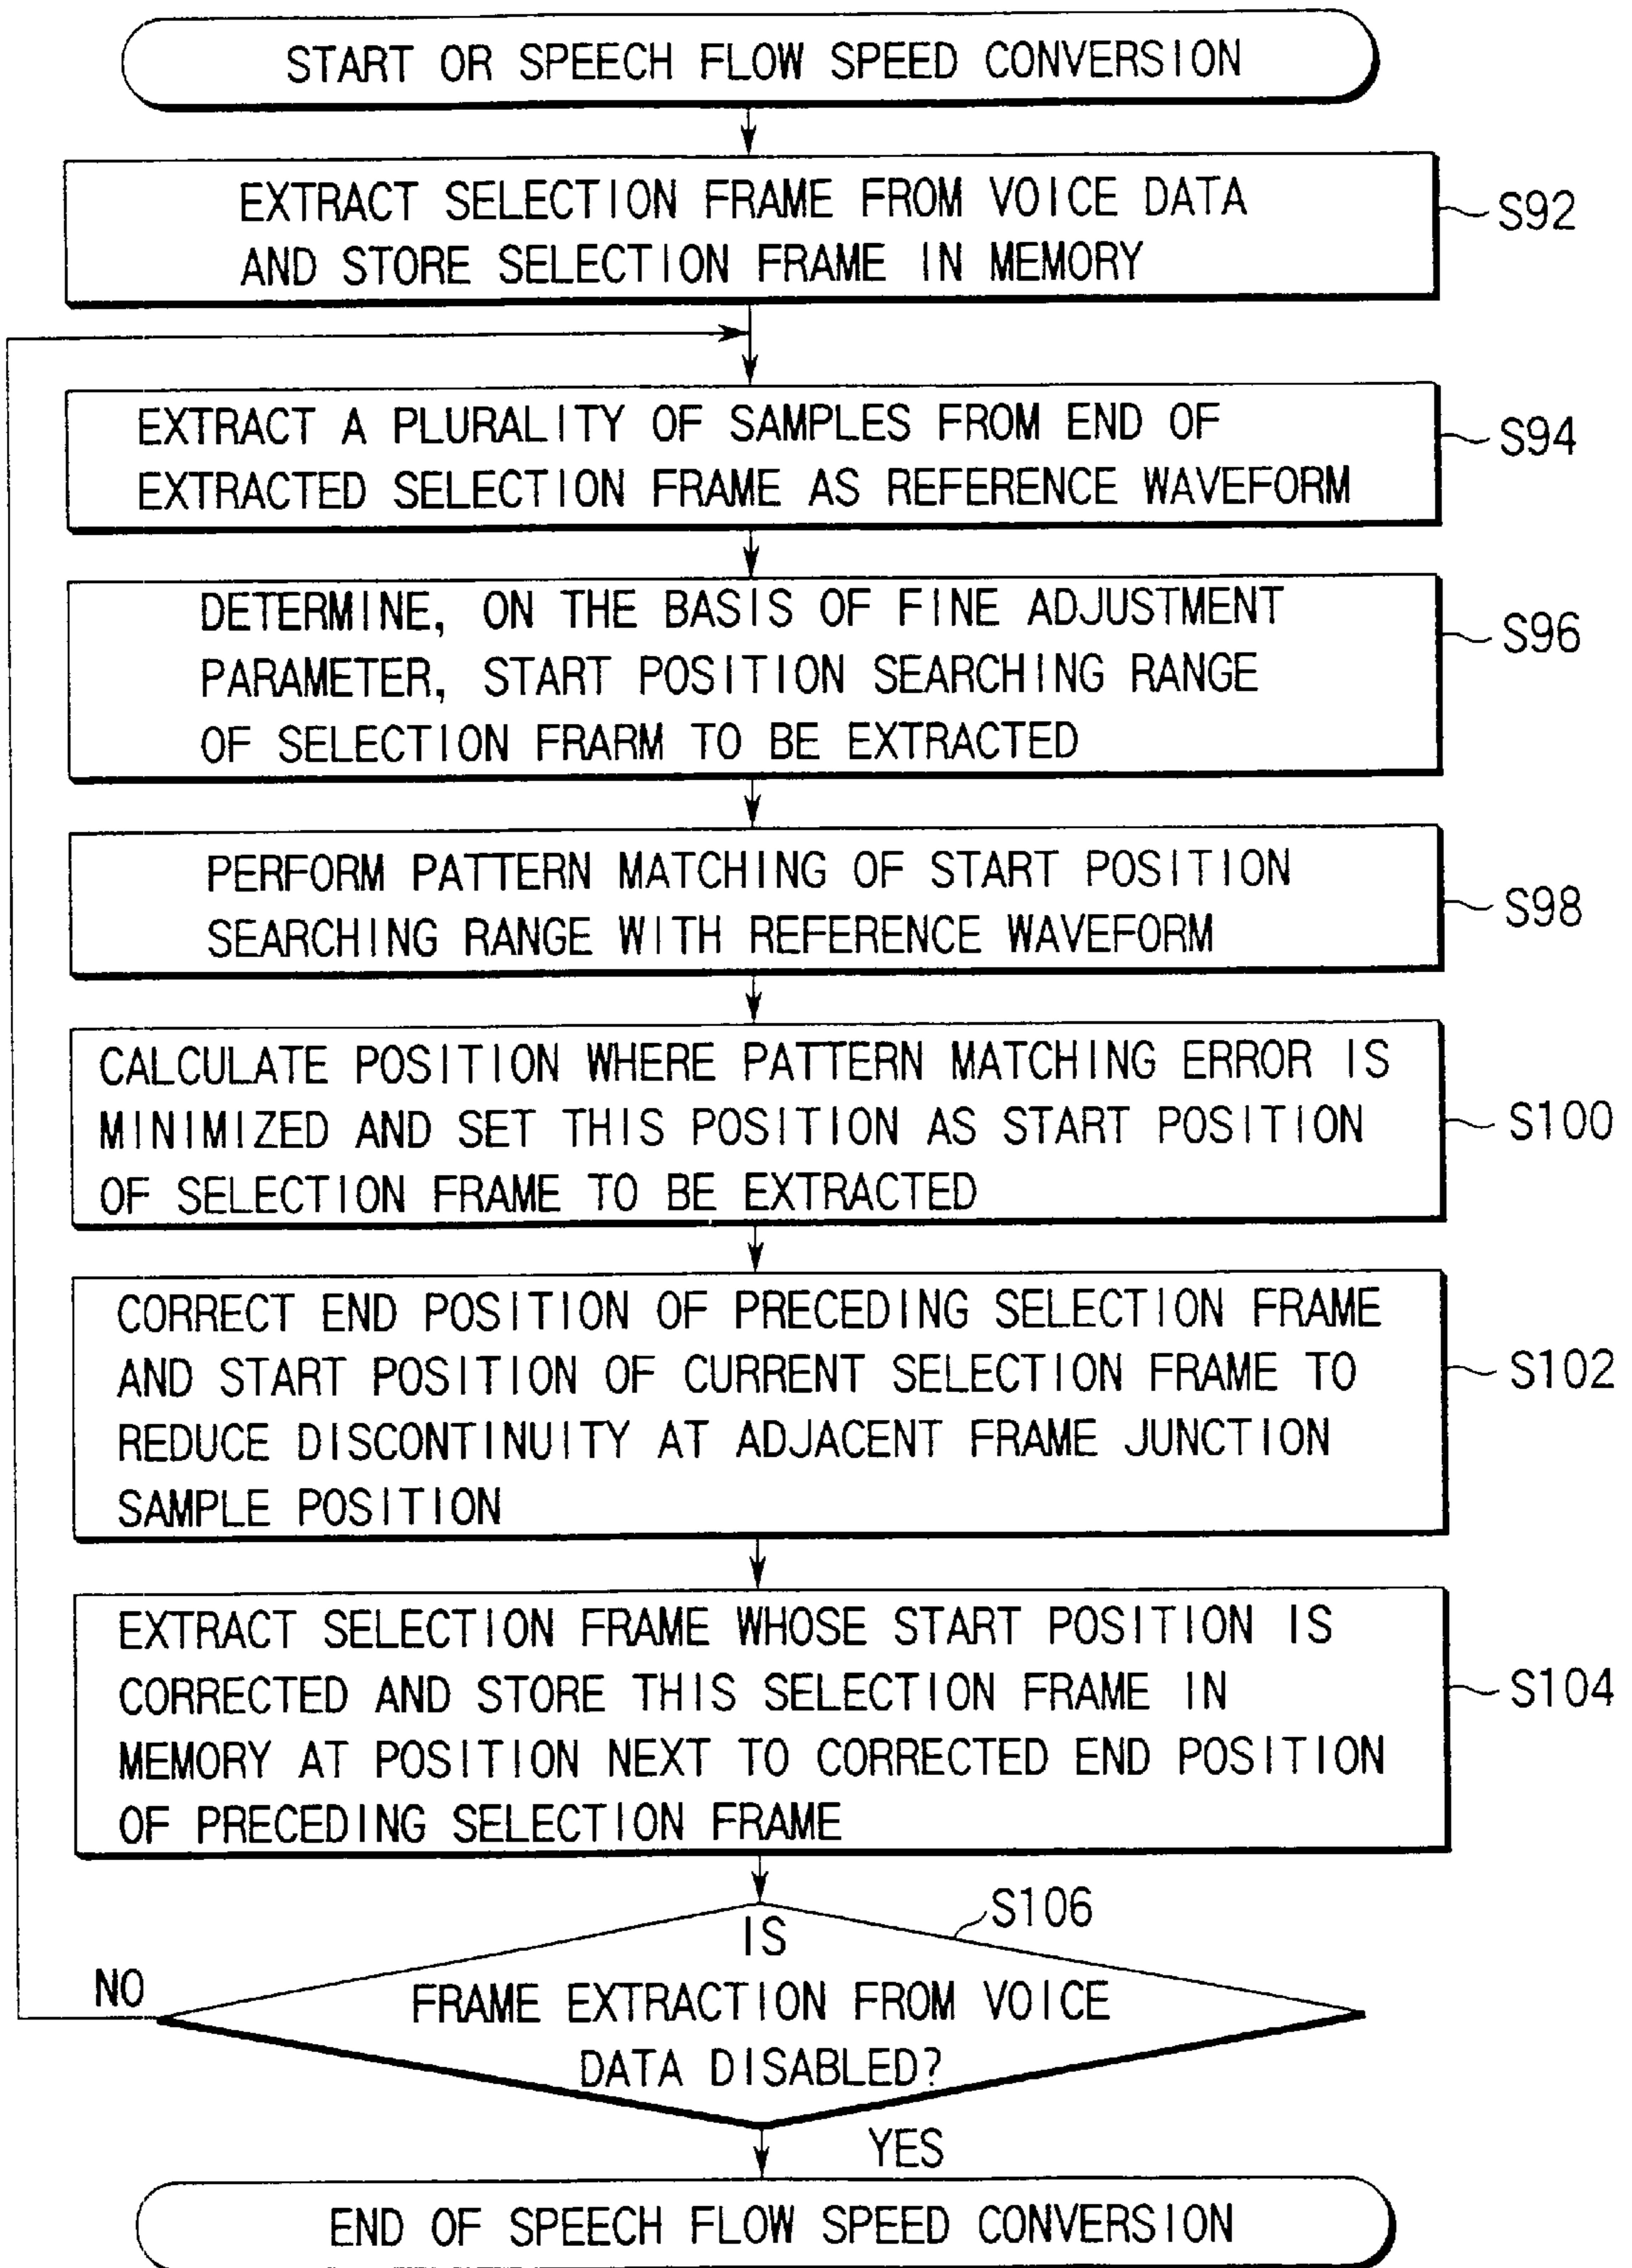 START OR SPEECH FLOW SPEED CONVERSION
EXTRACT SELECTION FRAME FROM VOICE DATA
AND STORE SELECTION FRAME IN MEMORY
S92
EXTRACT A PLURALITY OF SAMPLES FROM END OF
EXTRACTED SELECTION FRAME AS REFERENCE WAVEFORM
S94
DETERMINE, ON THE BASIS OF FINE ADJUSTMENT
PARAMETER, START POSITION SEARCHING RANGE
OF SELECTION FRARM TO BE EXTRACTED
S96
PERFORM PATTERN MATCHING OF START POSITION
SEARCHING RANGE WITH REFERENCE WAVEFORM
S98
CALCULATE POSITION WHERE PATTERN MATCHING ERROR IS
MINIMIZED AND SET THIS POSITION AS START POSITION
OF SELECTION FRAME TO BE EXTRACTED
S100
CORRECT END POSITION OF PRECEDING SELECTION FRAME
AND START POSITION OF CURRENT SELECTION FRAME TO
REDUCE DISCONTINUITY AT ADJACENT FRAME JUNCTION
SAMPLE POSITION
S102
EXTRACT SELECTION FRAME WHOSE START POSITION IS
CORRECTED AND STORE THIS SELECTION FRAME IN
MEMORY AT POSITION NEXT TO CORRECTED END POSITION
OF PRECEDING SELECTION FRAME
S104
S106
IS
FRAME EXTRACTION FROM VOICE
DATA DISABLED?
NO
YES
END OF SPEECH FLOW SPEED CONVERSION